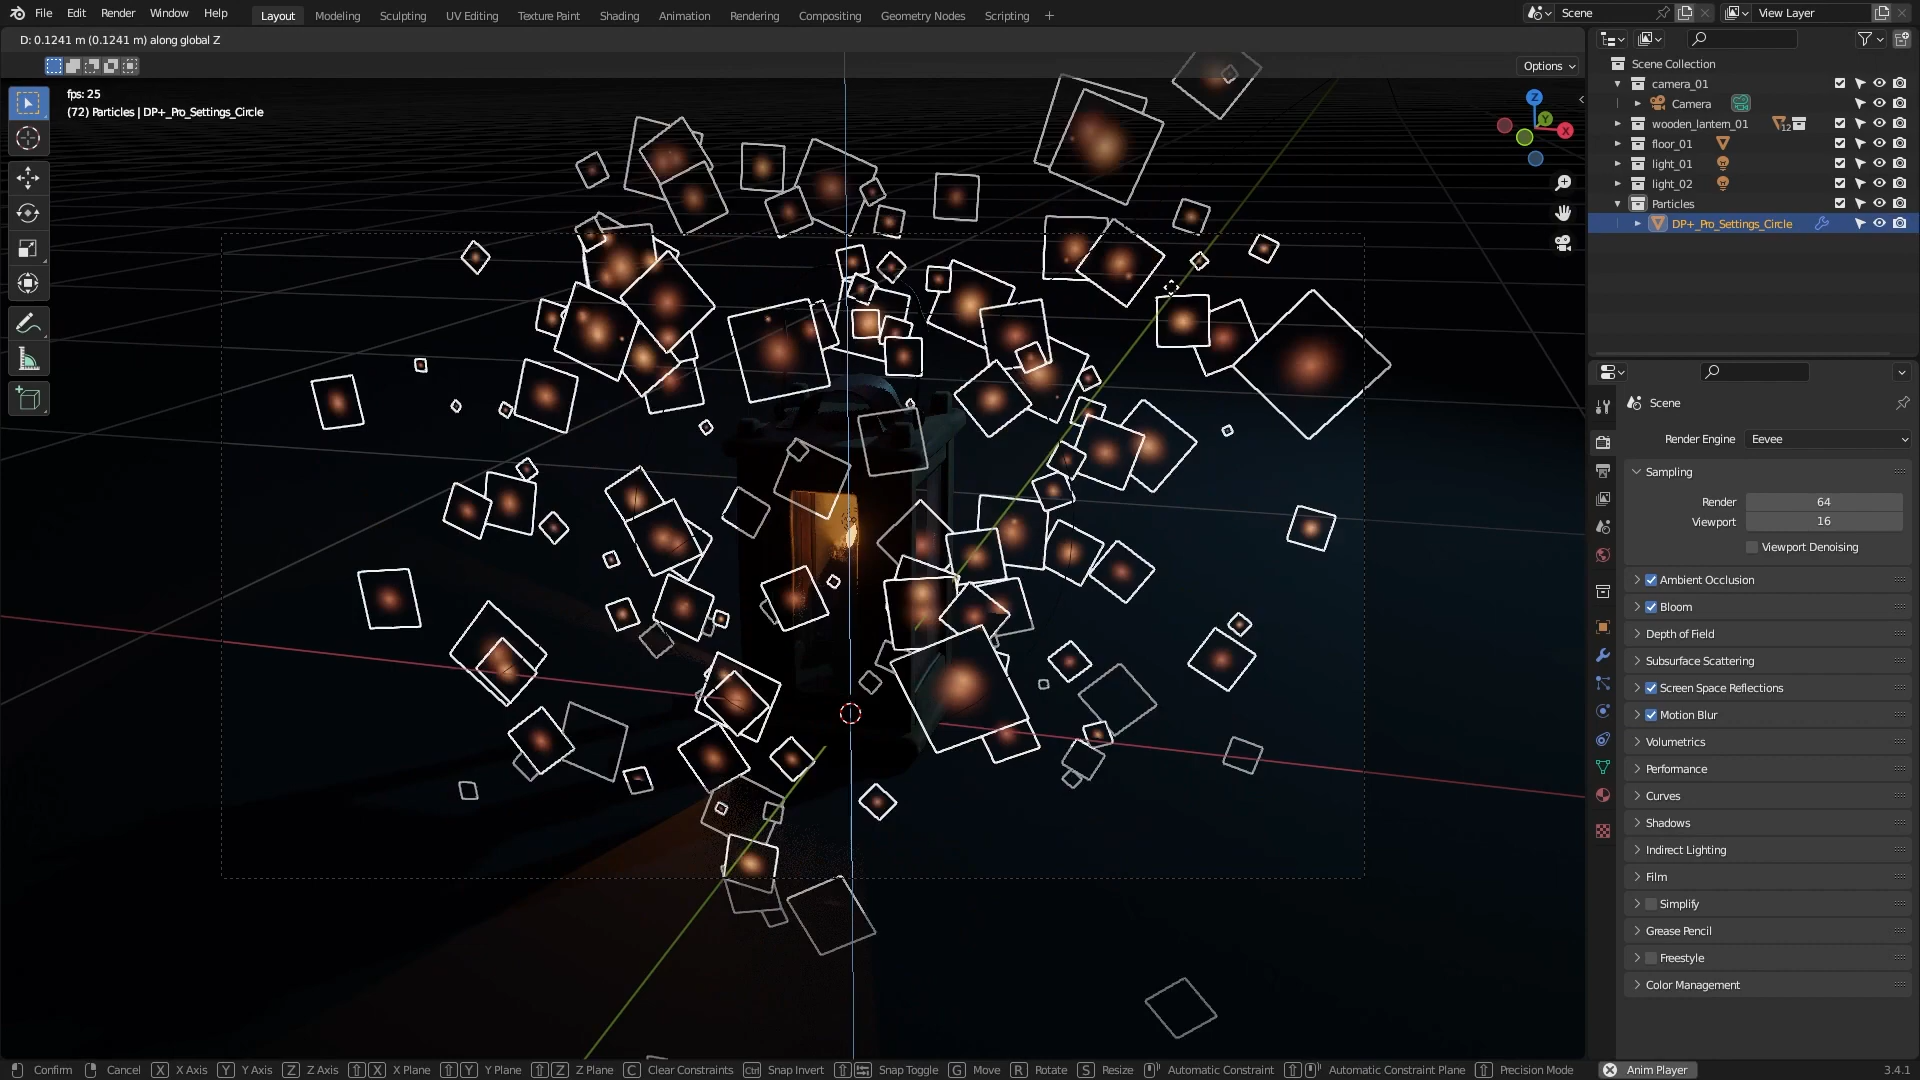 File Edit Render Window Help Layout Modeling Sculpting UV Editing Texture Paint Shading Animation Rendering Compositing Geometry Nodes Scripting + Scene View Layer
D: 0.1241 m (0.1241 m) along global Z
Options
fps: 25
(72) Particles | DP+_Pro_Settings_Circle
Z
Y
X
Scene Collection
camera_01
Camera
wooden_lantern_01 12
floor_01
light_01
light_02
Particles
DP+_Pro_Settings_Circle
Scene
Render Engine Eevee
Sampling
Render 64
Viewport 16
Viewport Denoising
Ambient Occlusion
Bloom
Depth of Field
Subsurface Scattering
Screen Space Reflections
Motion Blur
Volumetrics
Performance
Curves
Shadows
Indirect Lighting
Film
Simplify
Grease Pencil
Freestyle
Color Management
Confirm Cancel X X Axis Y Y Axis Z Z Axis X X Plane Y Y Plane Z Z Plane C Clear Constraints Ctrl Snap Invert Snap Toggle G Move R Rotate S Resize Automatic Constraint Automatic Constraint Plane Precision Mode Anim Player 3.4.1